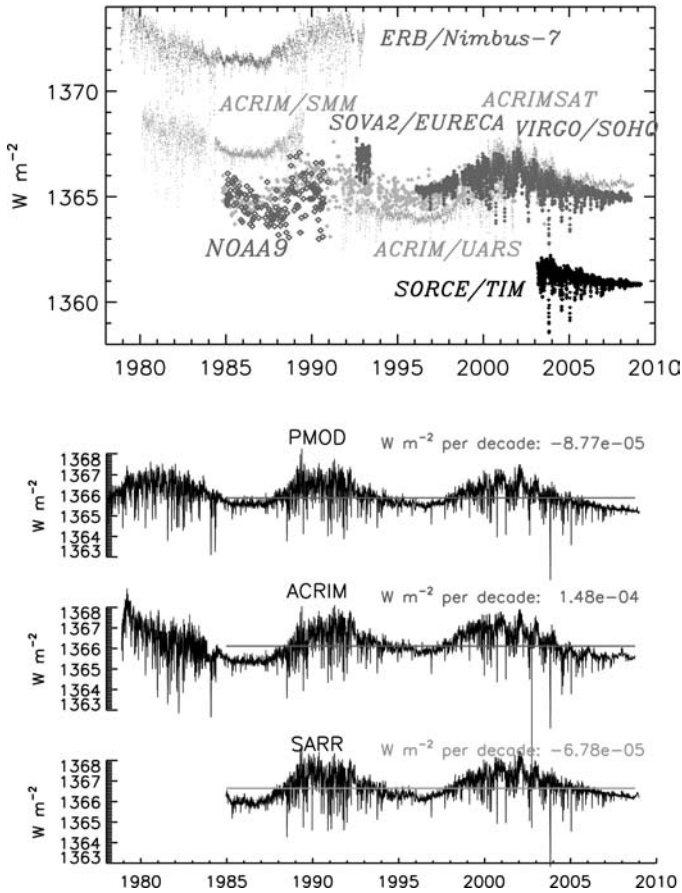 ERB/Nimbus-7
1370
ACRIM/SMM
ACRIMSAT
SOVA2/EURECA
VIRGO/SOHO
W m−2
1365
NOAA9
ACRIM/UARS
SORCE/TIM
1360
1980 1985 1990 1995 2000 2005 2010
PMOD
W m−2 per decade: −8.77e−05
1368
1367
1366
1365
1364
1363
W m−2
ACRIM
W m−2 per decade: 1.48e−04
1368
1367
1366
1365
1364
1363
W m−2
SARR
W m−2 per decade: −6.78e−05
1368
1367
1366
1365
1364
1363
W m−2
1980 1985 1990 1995 2000 2005 2010